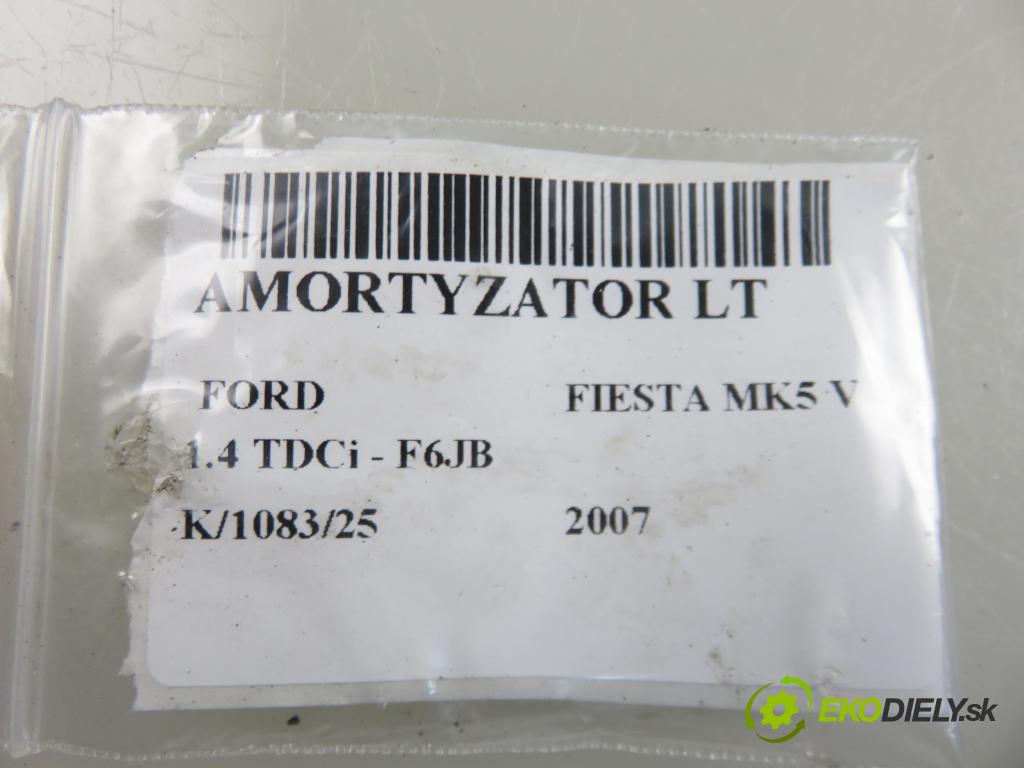 AMORTYZATOR LT
FORD FIESTA MK5 V
1.4 TDCi - F6JB
K/1083/25 2007
EKODIELY.sk